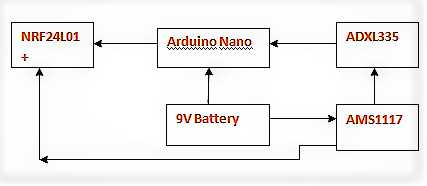 NRF24L01
+
Arduino Nano
ADXL335
9V Battery
AMS1117